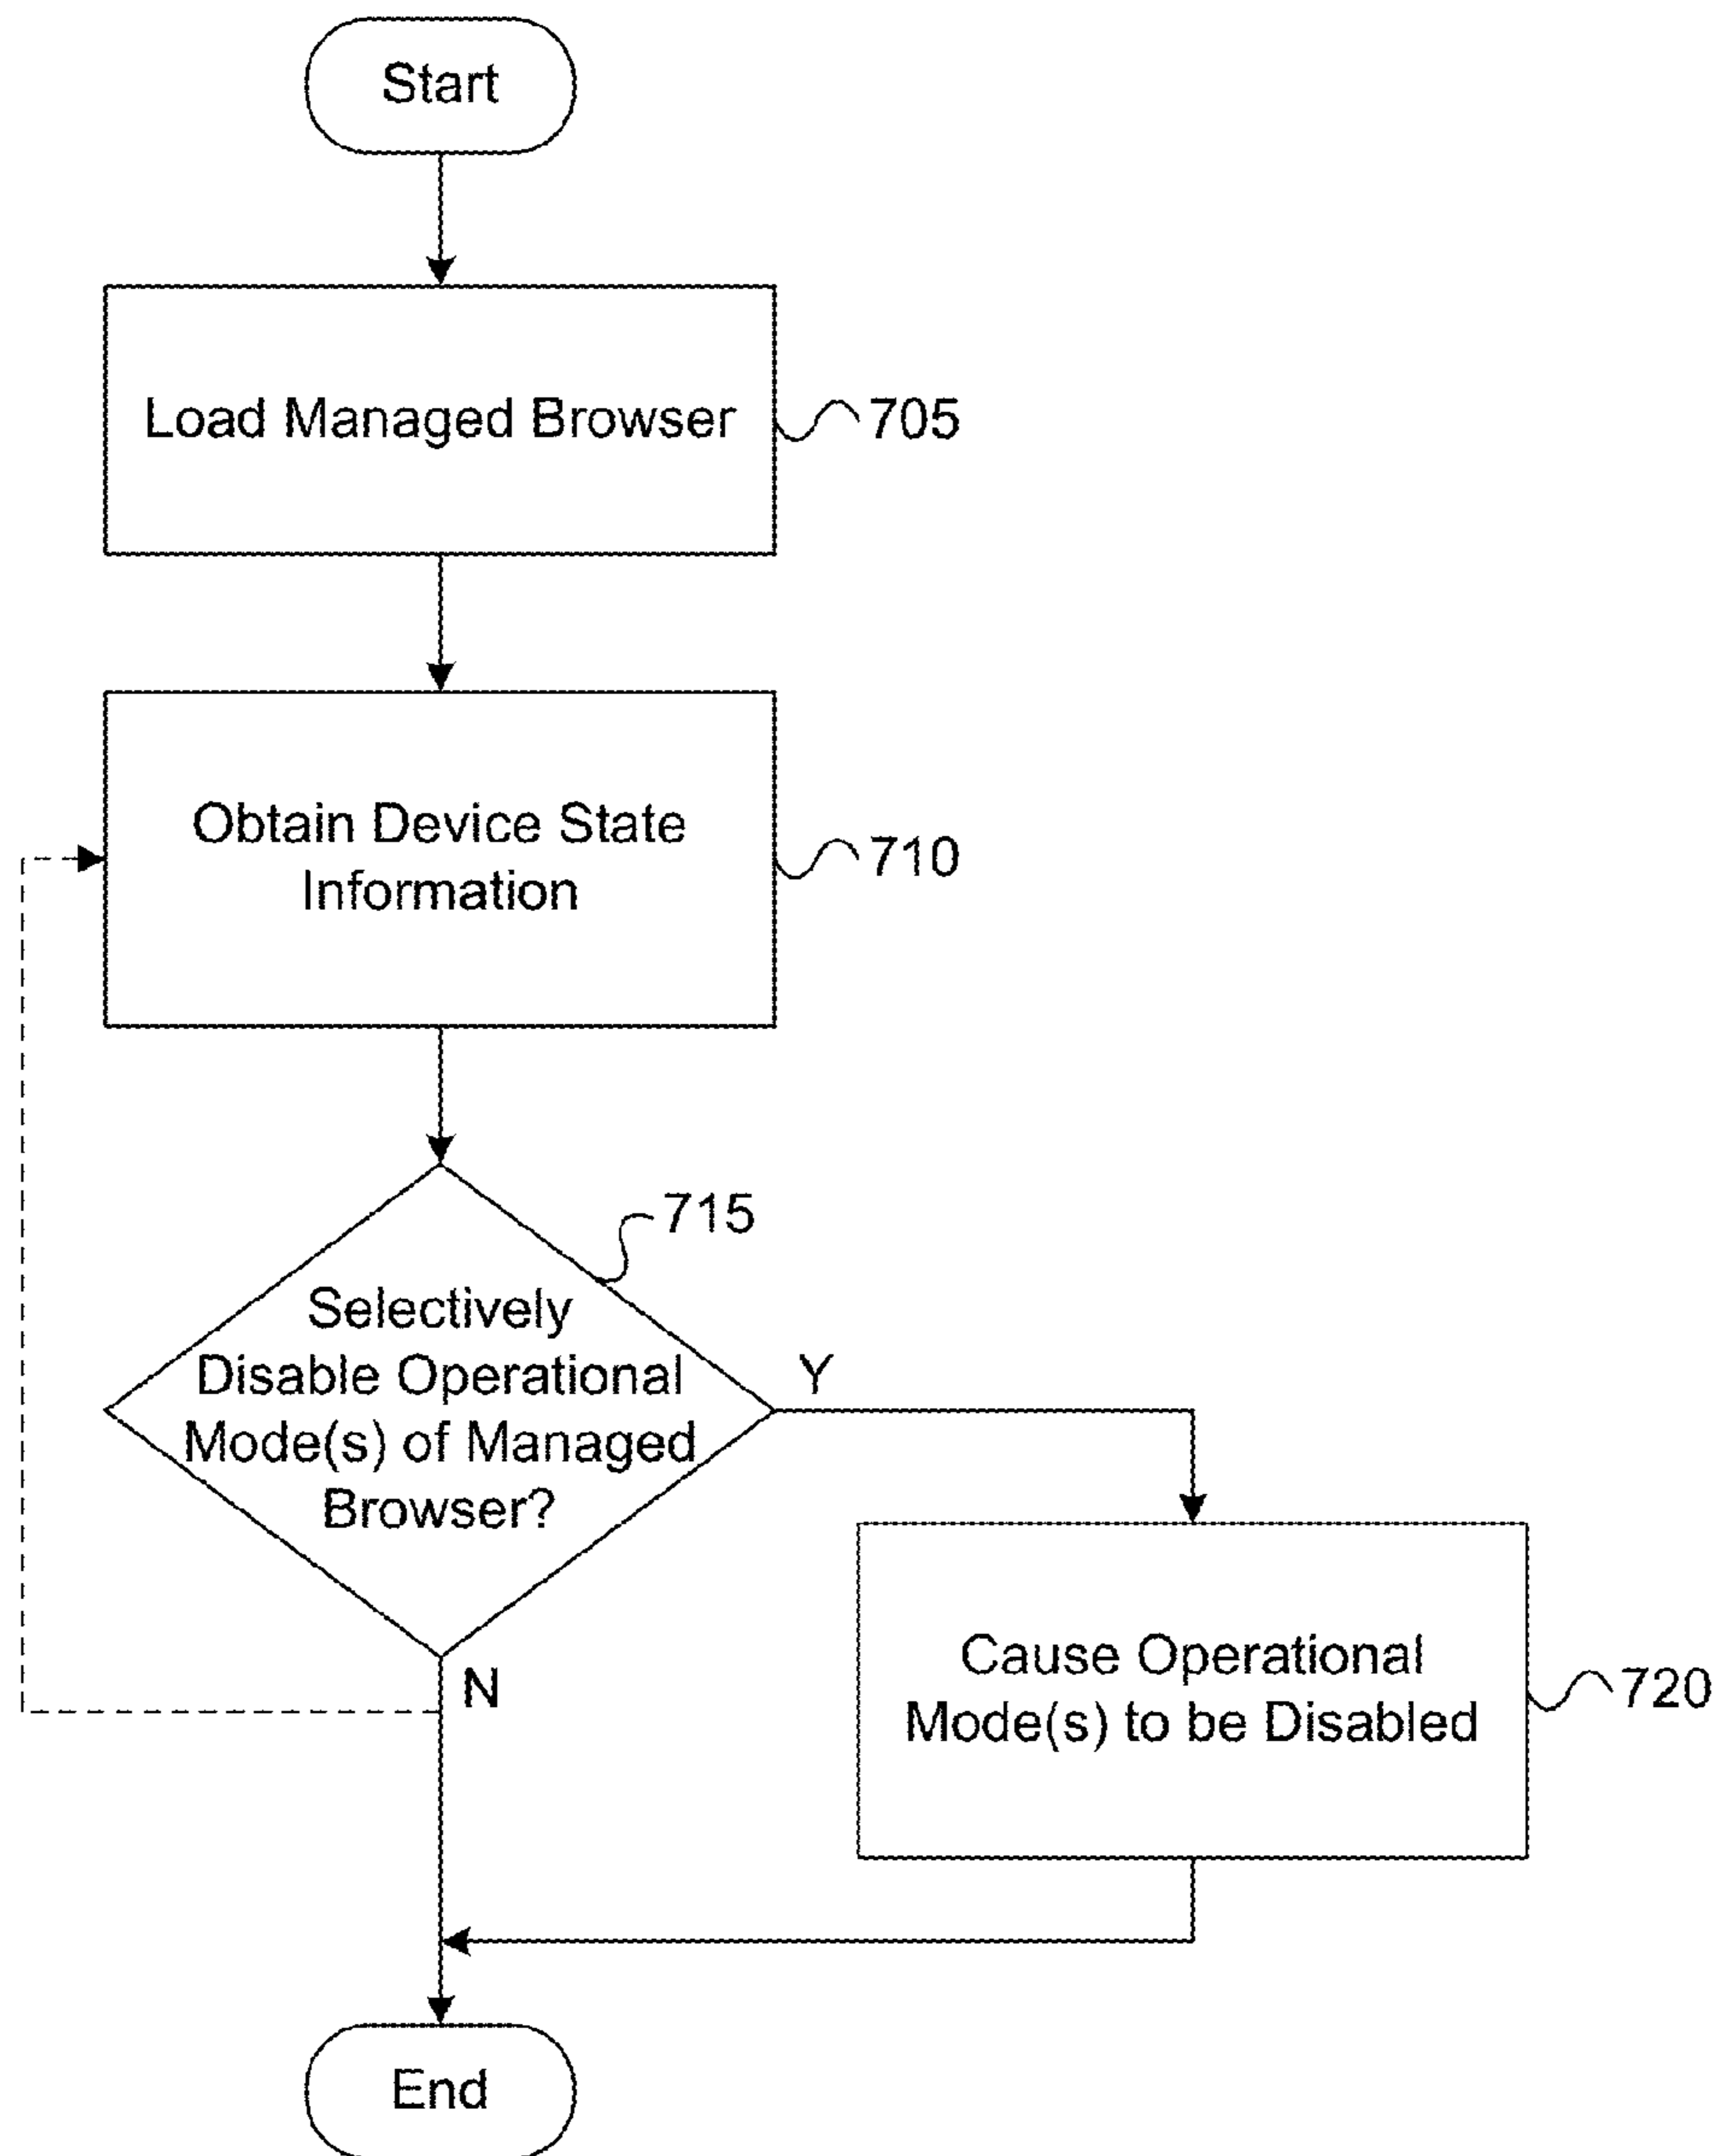 Start
Load Managed Browser
705
Obtain Device State
Information
710
715
Selectively
Disable Operational
Mode(s) of Managed
Browser?
Y
N
Cause Operational
Mode(s) to be Disabled
720
End